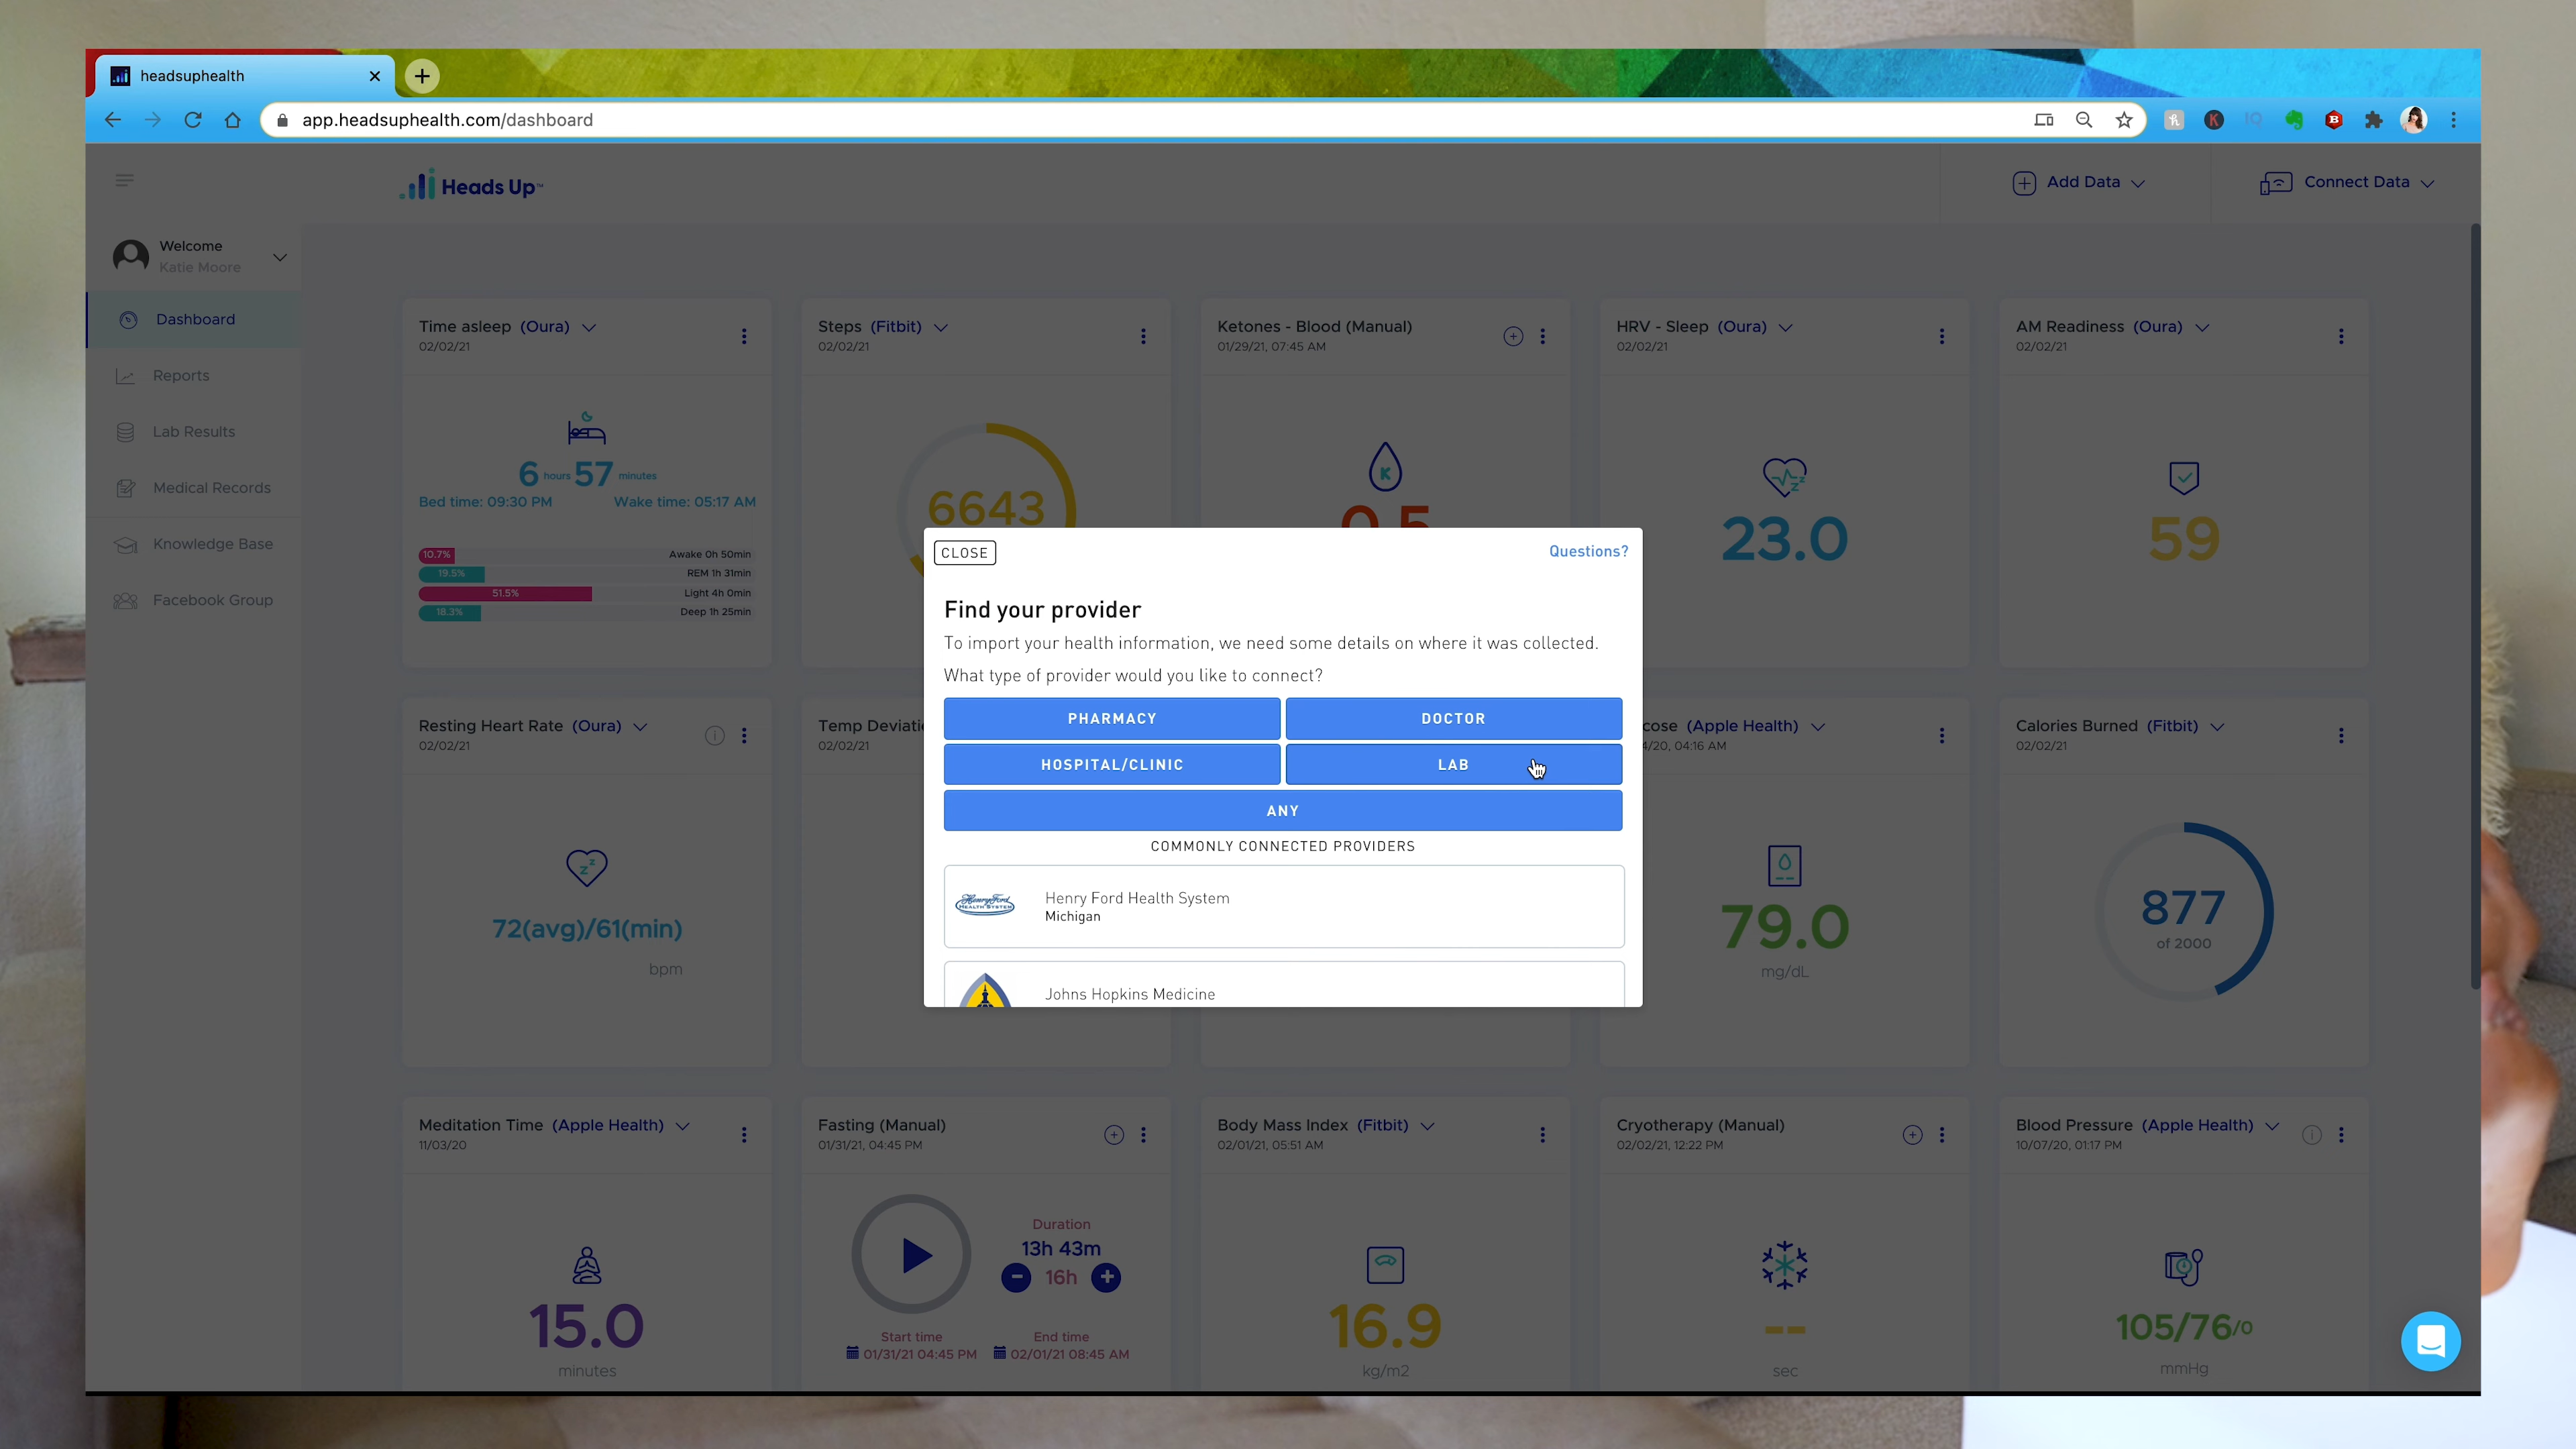 headsuphealth
app.headsuphealth.com/dashboard
Heads Up™
Add Data
Connect Data
Welcome
Katie Moore
Dashboard
Reports
Lab Results
Medical Records
Knowledge Base
Facebook Group
Time asleep (Oura)
02/02/21
6 hours 57 minutes
Bed time: 09:30 PM Wake time: 05:17 AM
10.7% Awake 0h 50min
19.5% REM 1h 31min
51.5% Light 4h 0min
18.3% Deep 1h 25min
Steps (Fitbit)
02/02/21
6643
Ketones - Blood (Manual)
01/29/21, 07:45 AM
K
0.5
HRV - Sleep (Oura)
02/02/21
23.0
AM Readiness (Oura)
02/02/21
59
CLOSE
Questions?
Find your provider
To import your health information, we need some details on where it was collected.
What type of provider would you like to connect?
PHARMACY
DOCTOR
HOSPITAL/CLINIC
LAB
ANY
COMMONLY CONNECTED PROVIDERS
Henry Ford Health System
Michigan
Johns Hopkins Medicine
Resting Heart Rate (Oura)
02/02/21
72(avg)/61(min)
bpm
Temp Deviati
02/02/21
cose (Apple Health)
/20, 04:16 AM
79.0
mg/dL
Calories Burned (Fitbit)
02/02/21
877
of 2000
Meditation Time (Apple Health)
11/03/20
15.0
minutes
Fasting (Manual)
01/31/21, 04:45 PM
Duration
13h 43m
16h
Start time
01/31/21 04:45 PM
End time
02/01/21 08:45 AM
Body Mass Index (Fitbit)
02/01/21, 05:51 AM
16.9
kg/m2
Cryotherapy (Manual)
02/02/21, 12:22 PM
--
sec
Blood Pressure (Apple Health)
10/07/20, 01:17 PM
105/76/0
mmHg